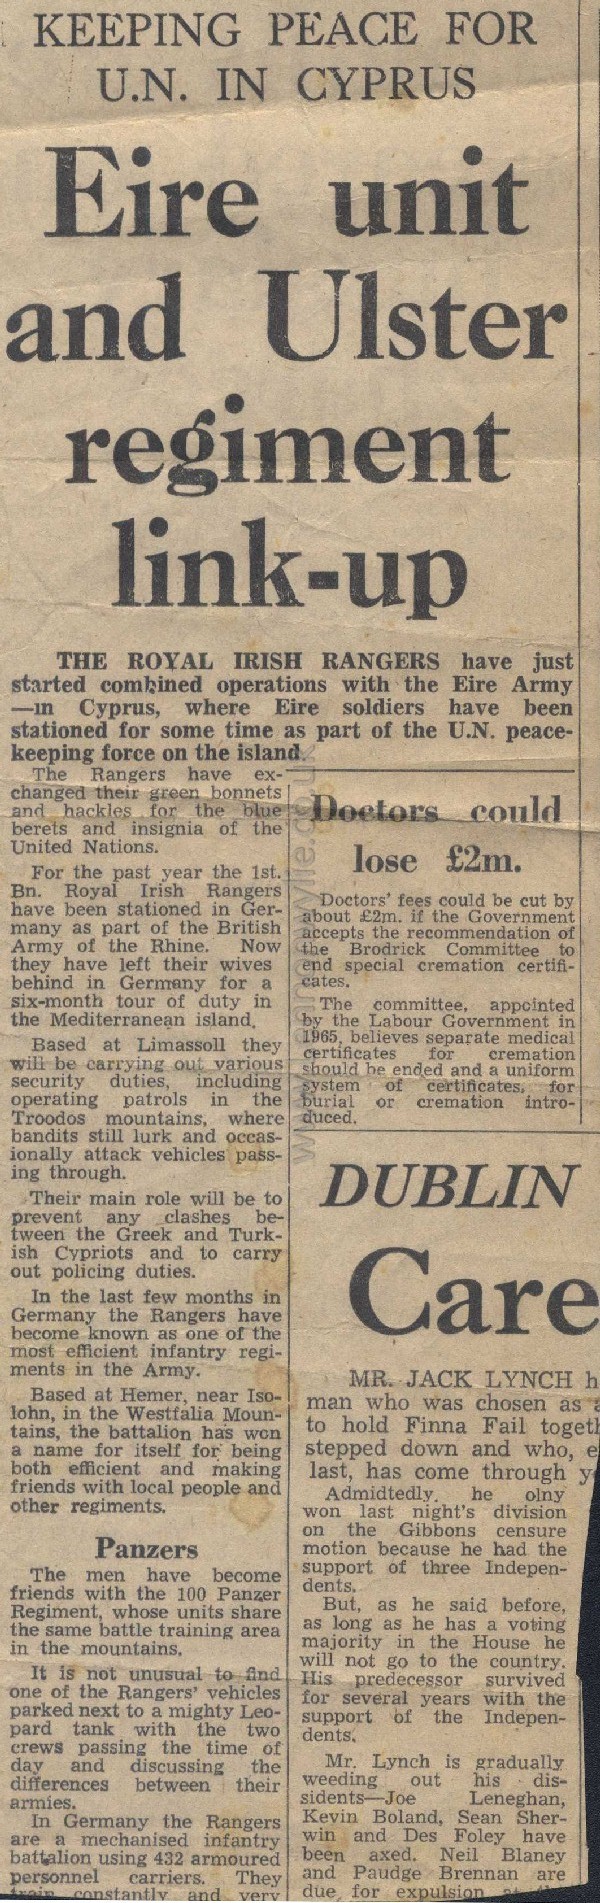 KEEPING PEACE FOR
U.N. IN CYPRUS
Eire unit
and Ulster
regiment
link-up
THE ROYAL IRISH RANGERS have just
started combined operations with the Eire Army
—in Cyprus, where Eire soldiers have been
stationed for some time as part of the U.N. peace-
keeping force on the island.
The Rangers have ex-
changed their green bonnets
and hackles for the blue
berets and insignia of the
United Nations.
For the past year the 1st.
Bn. Royal Irish Rangers
have been stationed in Ger-
many as part of the British
Army of the Rhine. Now
they have left their wives
behind in Germany for a
six-month tour of duty in
the Mediterranean island.
Based at Limassoll they
will be carrying out various
security duties, including
operating patrols in the
Troodos mountains, where
bandits still lurk and occas-
ionally attack vehicles pass-
ing through.
Their main role will be to
prevent any clashes be-
tween the Greek and Turk-
ish Cypriots and to carry
out policing duties.
In the last few months in
Germany the Rangers have
become known as one of the
most efficient infantry regi-
ments in the Army.
Based at Hemer, near Iso-
lohn, in the Westfalia Moun-
tains, the battalion has won
a name for itself for being
both efficient and making
friends with local people and
other regiments.
Panzers
The men have become
friends with the 100 Panzer
Regiment, whose units share
the same battle training area
in the mountains.
It is not unusual to find
one of the Rangers' vehicles
parked next to a mighty Leo-
pard tank with the two
crews passing the time of
day and discussing the
differences between their
armies.
In Germany the Rangers
are a mechanised infantry
battalion using 432 armoured
personnel carriers. They
train constantly and very
Doctors could
lose £2m.
Doctors' fees could be cut by
about £2m. if the Government
accepts the recommendation of
the Brodrick Committee to
end special cremation certifi-
cates.
The committee, appointed
by the Labour Government in
1965, believes separate medical
certificates for cremation
should be ended and a uniform
system of certificates, for
burial or cremation intro-
duced.
DUBLIN
Care
MR. JACK LYNCH h
man who was chosen as a
to hold Finna Fail togeth
stepped down and who, e
last, has come through y
Admidtedly, he olny
won last night's division
on the Gibbons censure
motion because he had the
support of three Indepen-
dents.
But, as he said before,
as long as he has a voting
majority in the House he
will not go to the country.
His predecessor survived
for several years with the
support of the Indepen-
dents.
Mr. Lynch is gradually
weeding out his dis-
sidents—Joe Leneghan,
Kevin Boland, Sean Sher-
win and Des Foley have
been axed. Neil Blaney
and Paudge Brennan are
due for expulsion